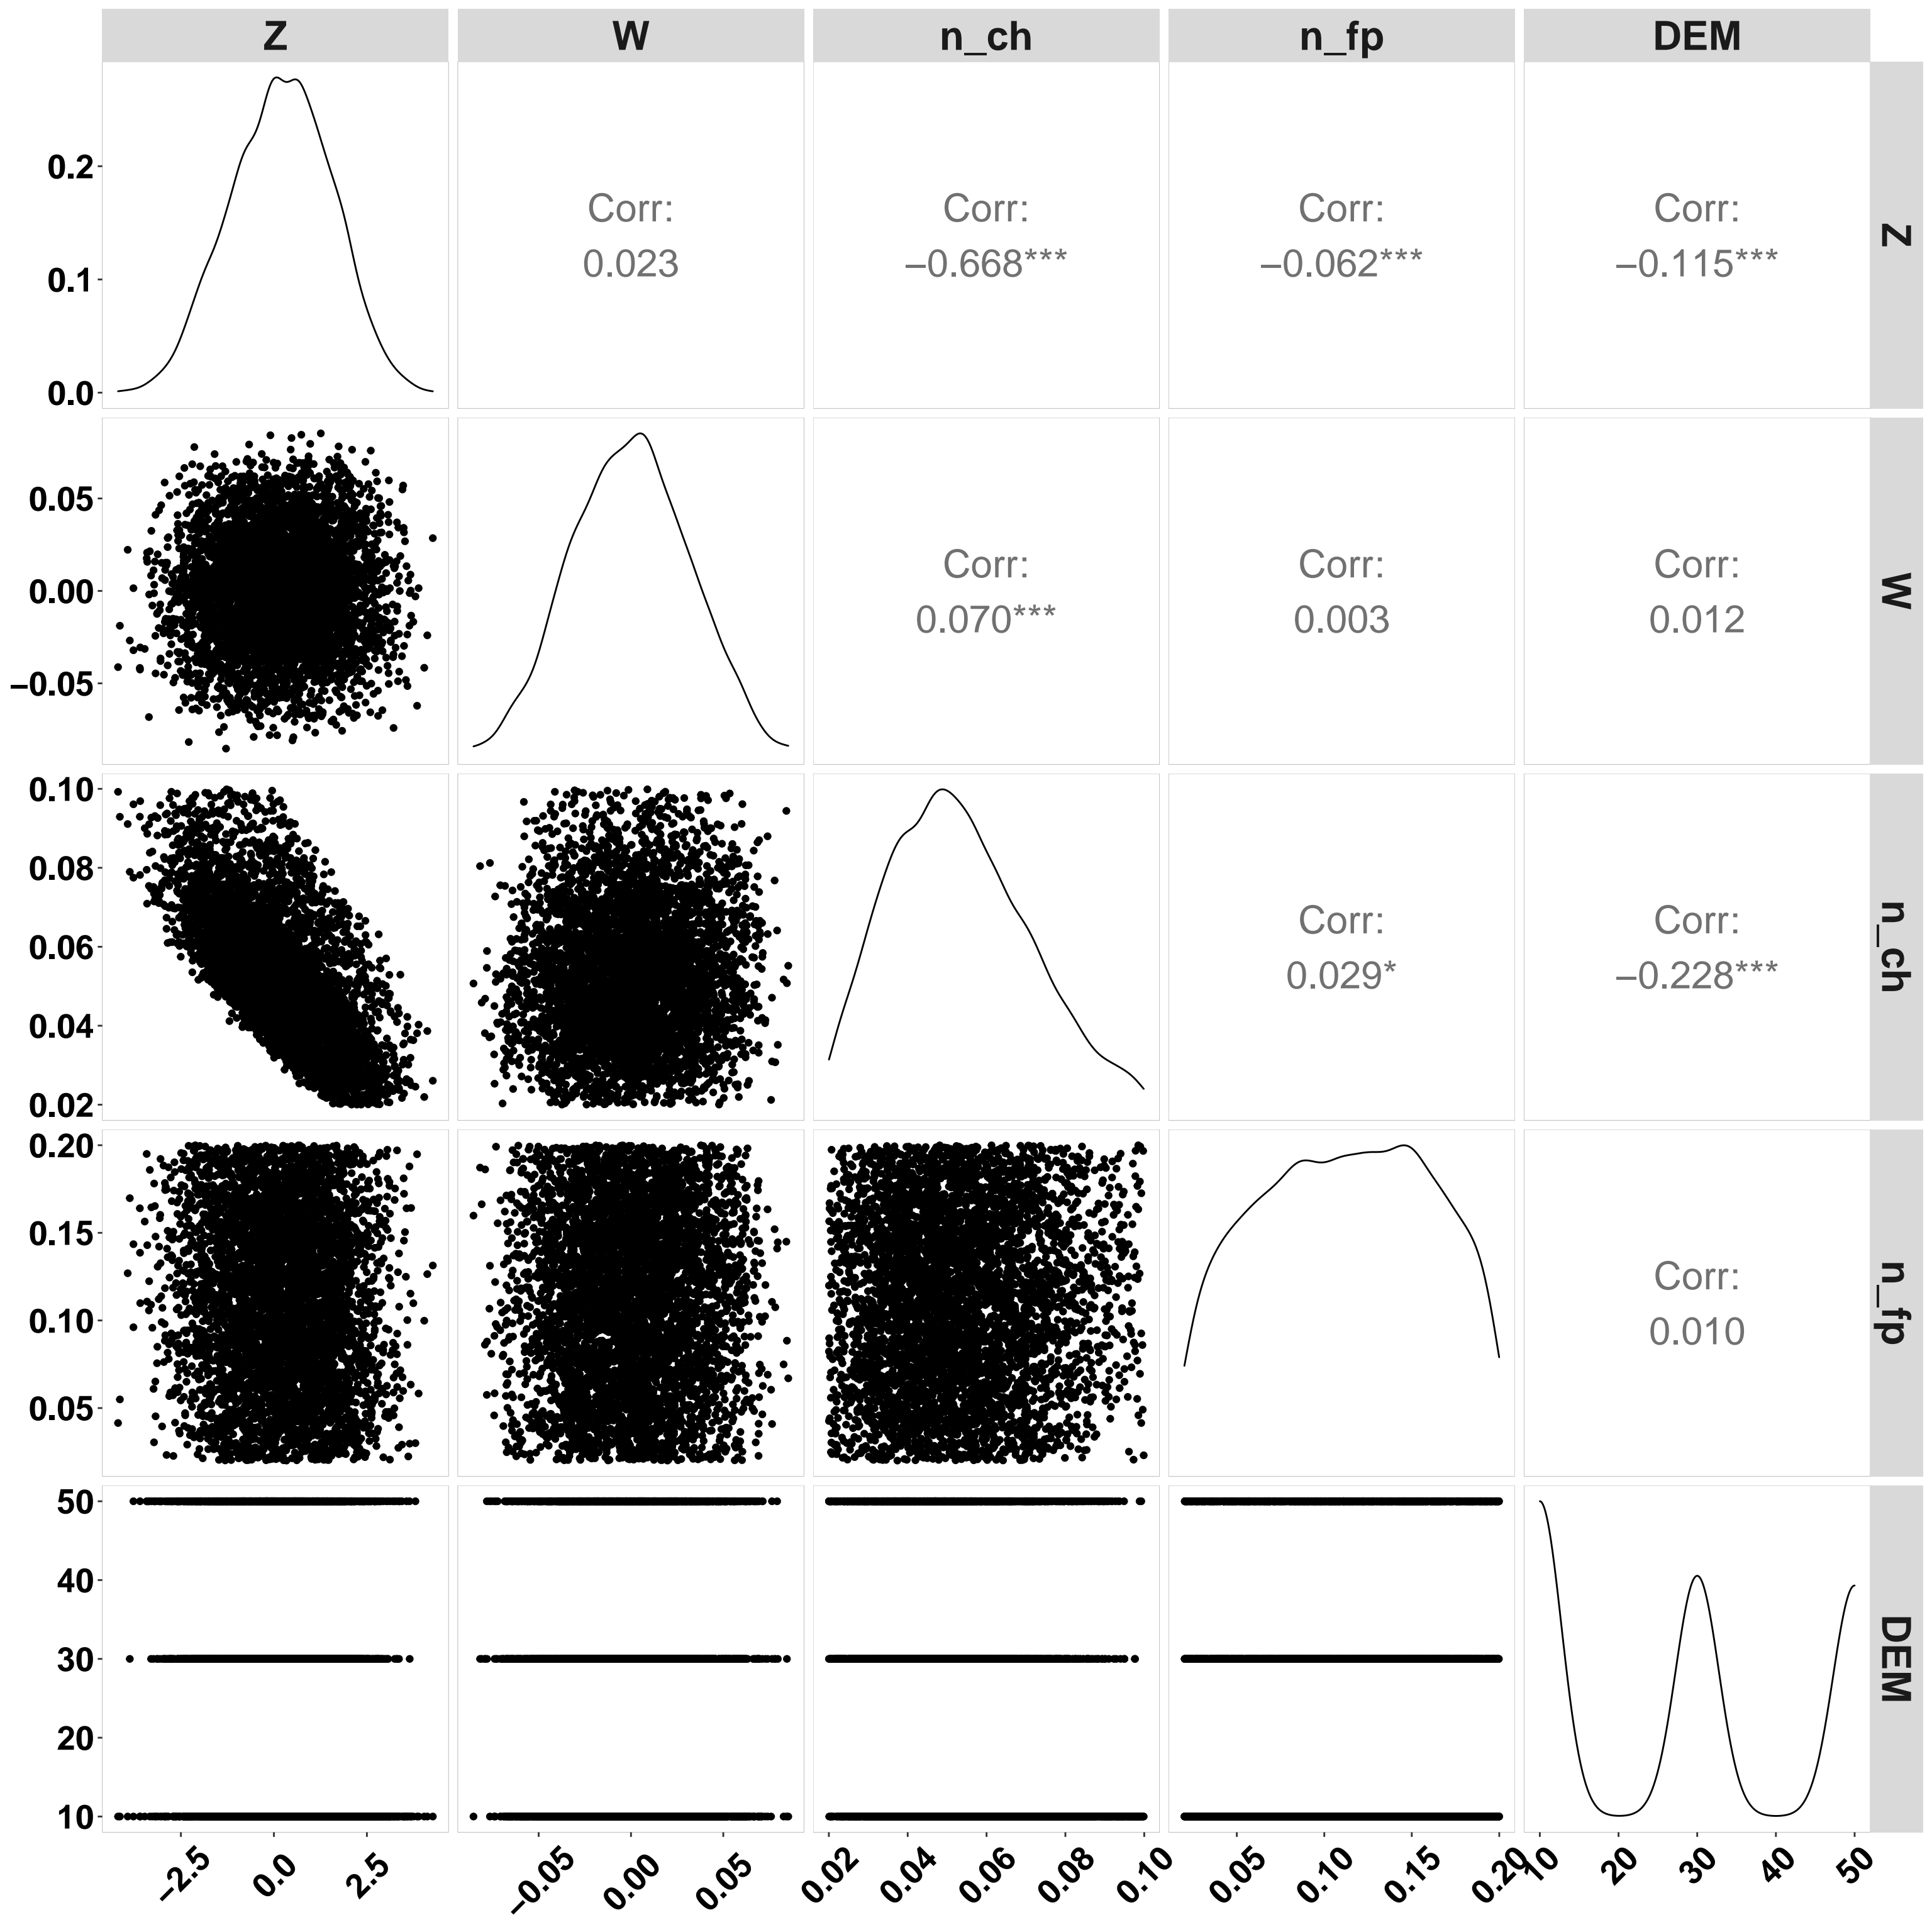 Z W n_ch n_fp DEM
0.2
0.1
0.0
Corr:
0.023
Corr:
−0.668***
Corr:
−0.062***
Corr:
−0.115***
Z
0.05
0.00
−0.05
Corr:
0.070***
Corr:
0.003
Corr:
0.012
W
0.10
0.08
0.06
0.04
0.02
Corr:
0.029*
Corr:
−0.228***
n_ch
0.20
0.15
0.10
0.05
Corr:
0.010
n_fp
50
40
30
20
10
DEM
−2.5 0.0 2.5
−0.05 0.00 0.05
0.02 0.04 0.06 0.08 0.10
0.05 0.10 0.15 0.20
10 20 30 40 50